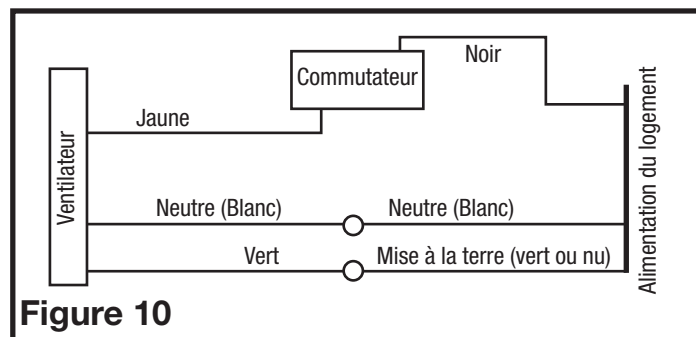 Noir
Commutateur
Jaune
Ventilateur
Alimentation du logement
Neutre (Blanc)
Neutre (Blanc)
Vert
Mise à la terre (vert ou nu)
Figure 10